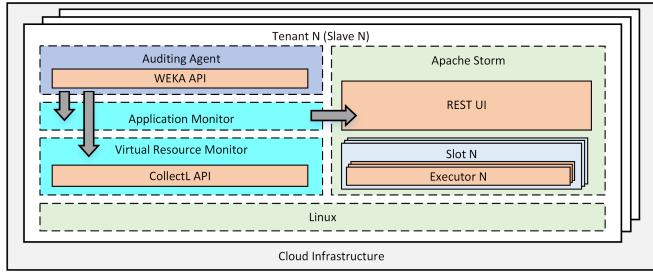 Tenant N (Slave N)
Auditing Agent
WEKA API
Application Monitor
Virtual Resource Monitor
CollectL API
Apache Storm
REST UI
Slot N
Executor N
Linux
Cloud Infrastructure